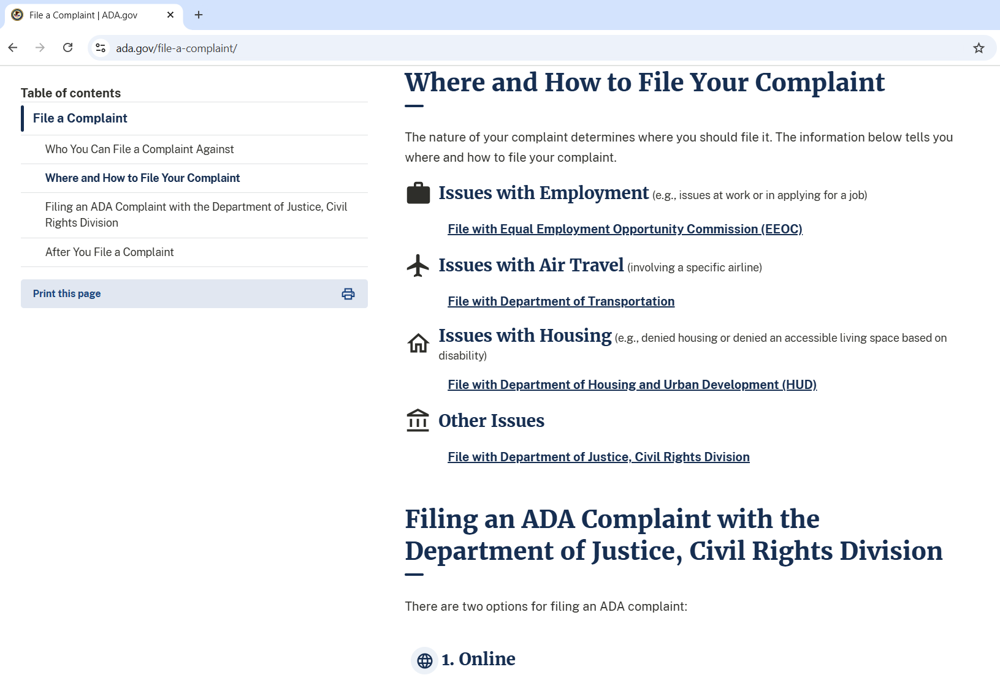 File a Complaint | ADA.gov
ada.gov/file-a-complaint/
Table of contents
File a Complaint
Who You Can File a Complaint Against
Where and How to File Your Complaint
Filing an ADA Complaint with the Department of Justice, Civil
Rights Division
After You File a Complaint
Print this page
Where and How to File Your Complaint
The nature of your complaint determines where you should file it. The information below tells you
where and how to file your complaint.
Issues with Employment (e.g., issues at work or in applying for a job)
File with Equal Employment Opportunity Commission (EEOC)
Issues with Air Travel (involving a specific airline)
File with Department of Transportation
Issues with Housing (e.g., denied housing or denied an accessible living space based on
disability)
File with Department of Housing and Urban Development (HUD)
Other Issues
File with Department of Justice, Civil Rights Division
Filing an ADA Complaint with the
Department of Justice, Civil Rights Division
There are two options for filing an ADA complaint:
1. Online